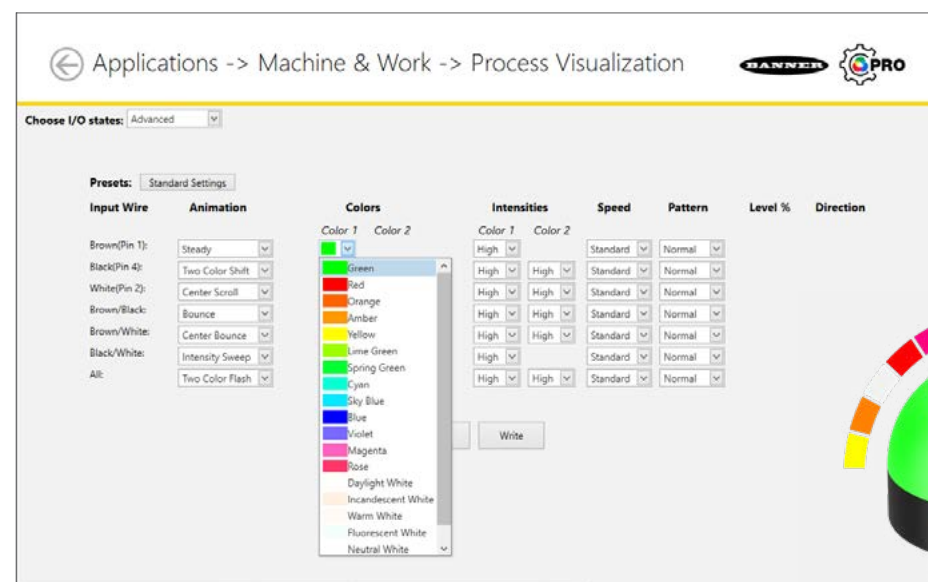 Applications -> Machine & Work -> Process Visualization BANNER PRO
Choose I/O states: Advanced
Presets: Standard Settings
Input Wire Animation Colors Intensities Speed Pattern Level % Direction
Color 1 Color 2 Color 1 Color 2
Brown(Pin 1): Steady High Standard Normal
Black(Pin 4): Two Color Shift High High Standard Normal
White(Pin 2): Center Scroll High High Standard Normal
Brown/Black: Bounce High High Standard Normal
Brown/White: Center Bounce High High Standard Normal
Black/White: Intensity Sweep High Standard Normal
All: Two Color Flash High High Standard Normal
Green
Red
Orange
Amber
Yellow
Lime Green
Spring Green
Cyan
Sky Blue
Blue
Violet
Magenta
Rose
Daylight White
Incandescent White
Warm White
Fluorescent White
Neutral White
Write